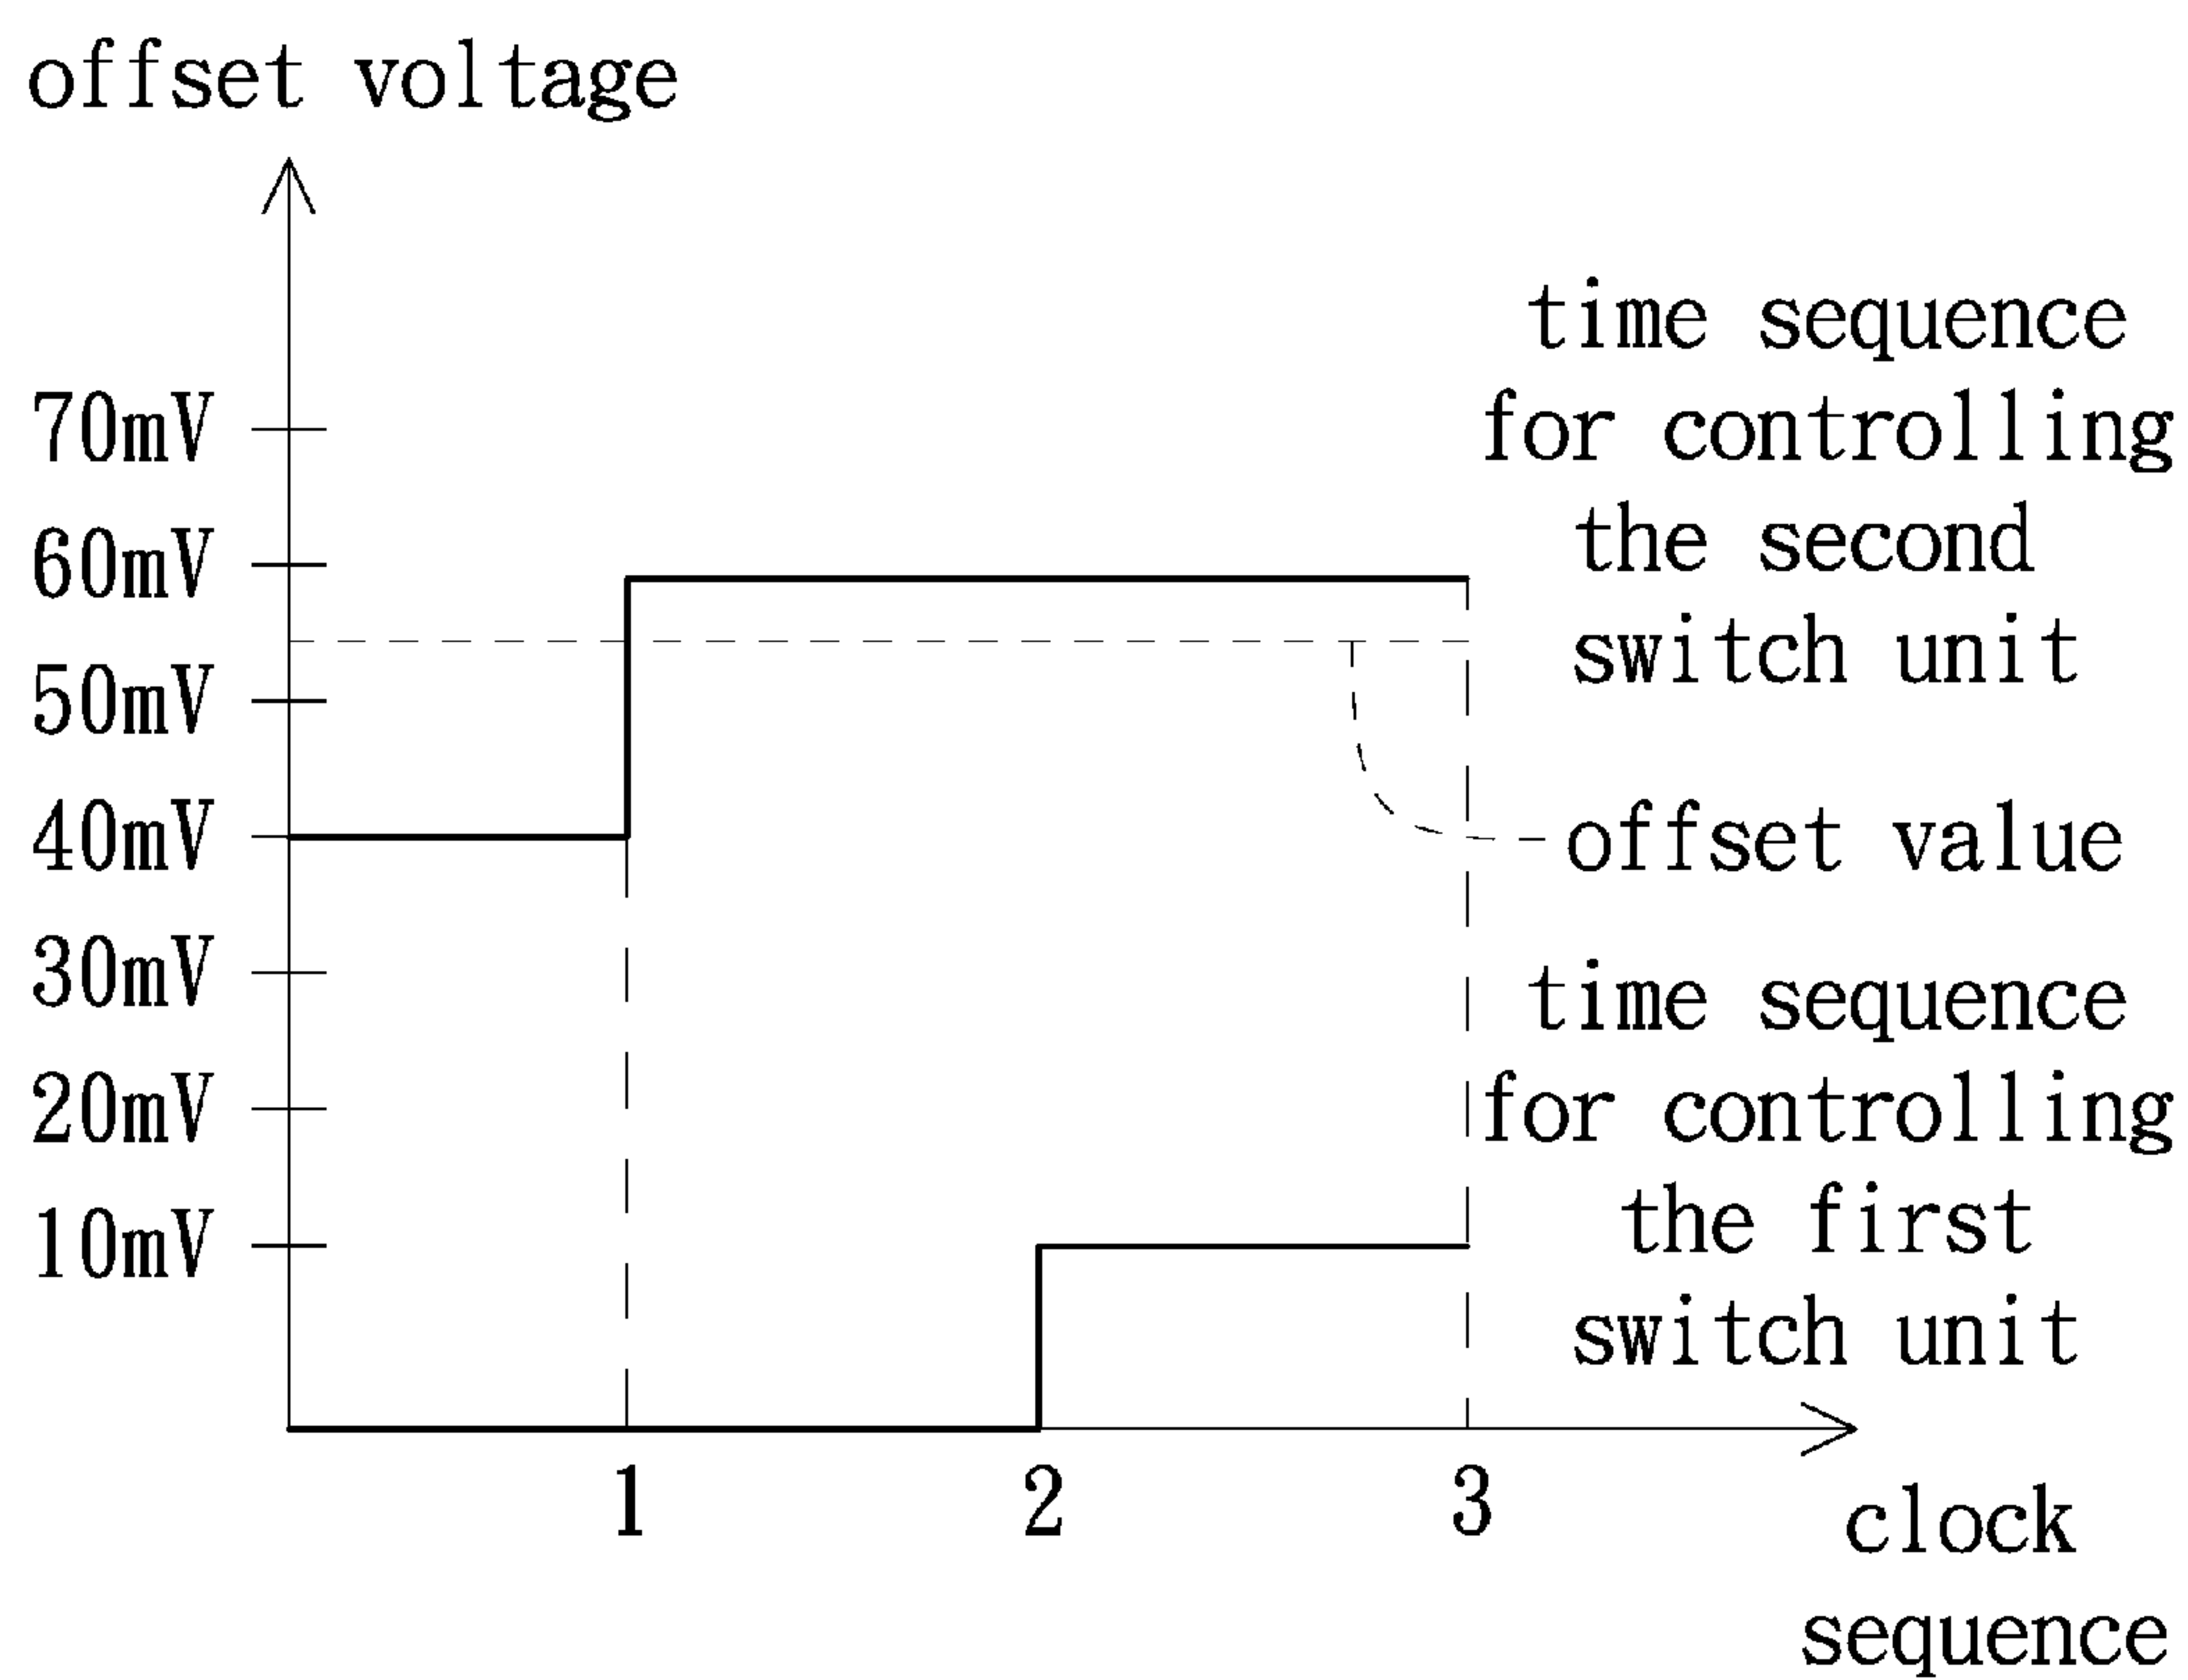 offset voltage
time sequence
for controlling
the second
switch unit
70mV
60mV
50mV
40mV
30mV
20mV
10mV
offset value
time sequence
for controlling
the first
switch unit
1 2 3
clock
sequence